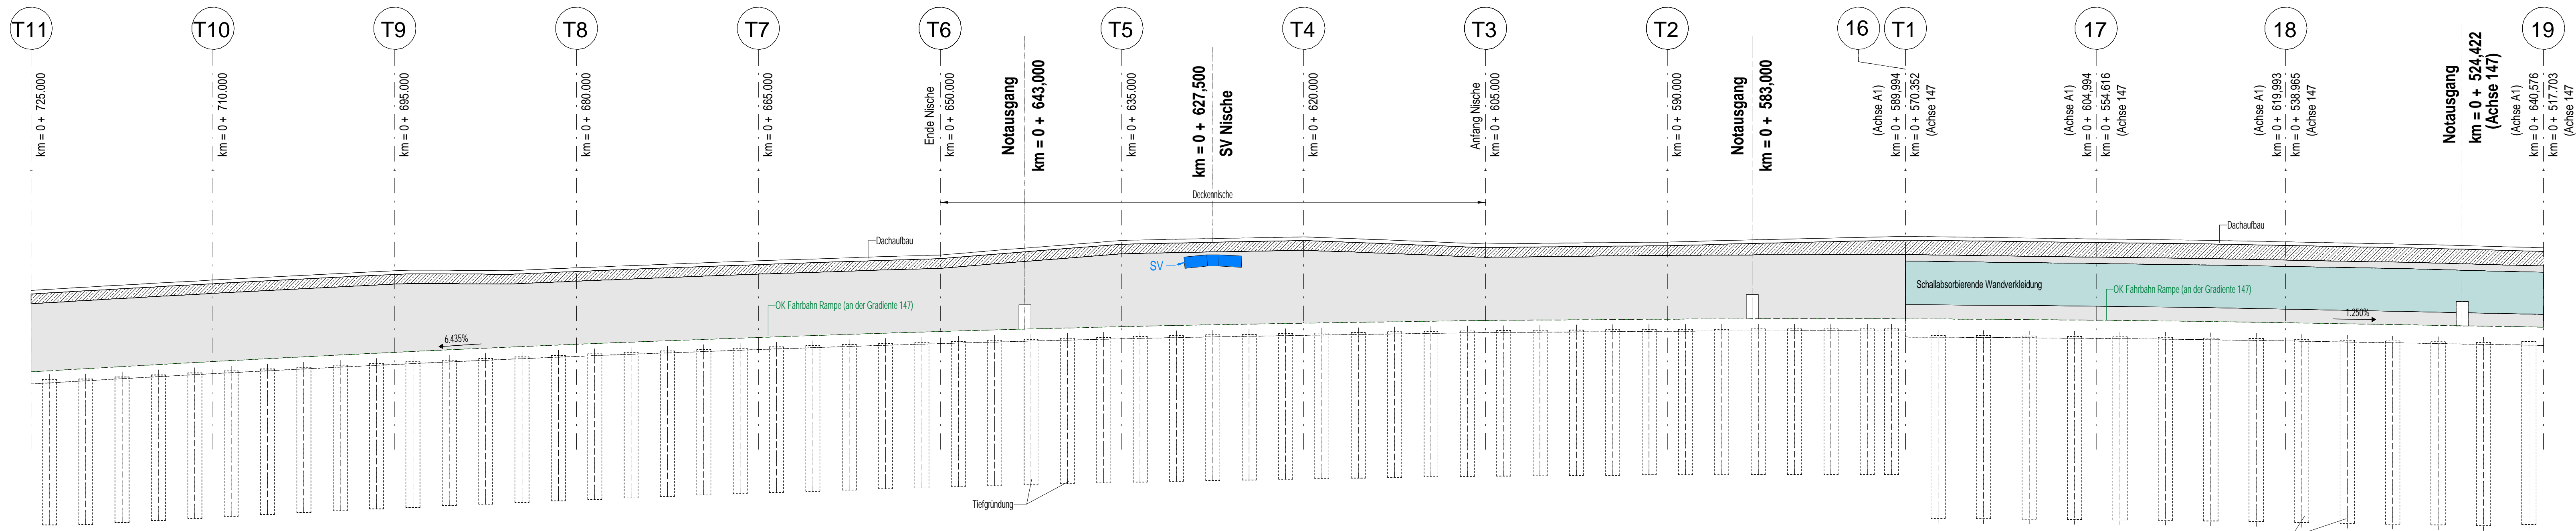 T11
T10
T9
T8
T7
T6
T5
T4
T3
T2
16
T1
17
18
19
km = 0 + 725.000
km = 0 + 710.000
km = 0 + 695.000
km = 0 + 680.000
km = 0 + 665.000
Ende Nische
km = 0 + 650.000
Notausgang
km = 0 + 643,000
km = 0 + 635.000
km = 0 + 627,500
SV Nische
km = 0 + 620.000
Anfang Nische
km = 0 + 605.000
km = 0 + 590.000
Notausgang
km = 0 + 583,000
(Achse A1)
km = 0 + 589,994
km = 0 + 570.352
(Achse 147)
(Achse A1)
km = 0 + 604,994
km = 0 + 554.616
(Achse 147)
(Achse A1)
km = 0 + 619,993
km = 0 + 538.965
(Achse 147)
Notausgang
km = 0 + 524,422
(Achse 147)
(Achse A1)
km = 0 + 640,576
km = 0 + 517.703
(Achse 147
Deckennische
Dachaufbau
Dachaufbau
SV
OK Fahrbahn Rampe (an der Gradiente 147)
Schallabsorbierende Wandverkleidung
OK Fahrbahn Rampe (an der Gradiente 147)
6.435%
1.250%
Tiefgründung